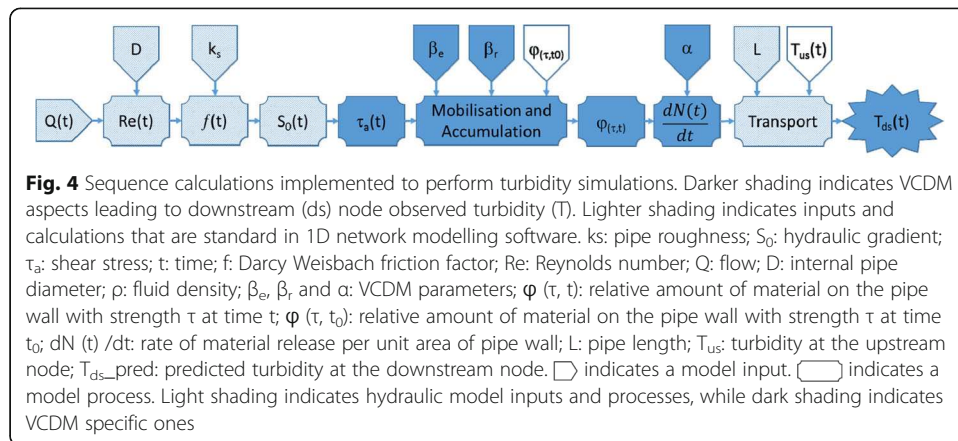 D
kₛ
βₑ
βᵣ
φ(τ,t0)
α
L
Tᵤₛ(t)
Q(t)
Re(t)
f(t)
S₀(t)
τₐ(t)
Mobilisation and
Accumulation
φ(τ,t)
dN(t)
dt
Transport
T_ds(t)
Fig. 4 Sequence calculations implemented to perform turbidity simulations. Darker shading indicates VCDM
aspects leading to downstream (ds) node observed turbidity (T). Lighter shading indicates inputs and
calculations that are standard in 1D network modelling software. ks: pipe roughness; S₀: hydraulic gradient;
τₐ: shear stress; t: time; f: Darcy Weisbach friction factor; Re: Reynolds number; Q: flow; D: internal pipe
diameter; ρ: fluid density; βₑ, βᵣ and α: VCDM parameters; φ (τ, t): relative amount of material on the pipe
wall with strength τ at time t; φ (τ, t₀): relative amount of material on the pipe wall with strength τ at time
t₀; dN (t) /dt: rate of material release per unit area of pipe wall; L: pipe length; Tᵤₛ: turbidity at the upstream
node; T_ds_pred: predicted turbidity at the downstream node. indicates a model input. indicates a
model process. Light shading indicates hydraulic model inputs and processes, while dark shading indicates
VCDM specific ones